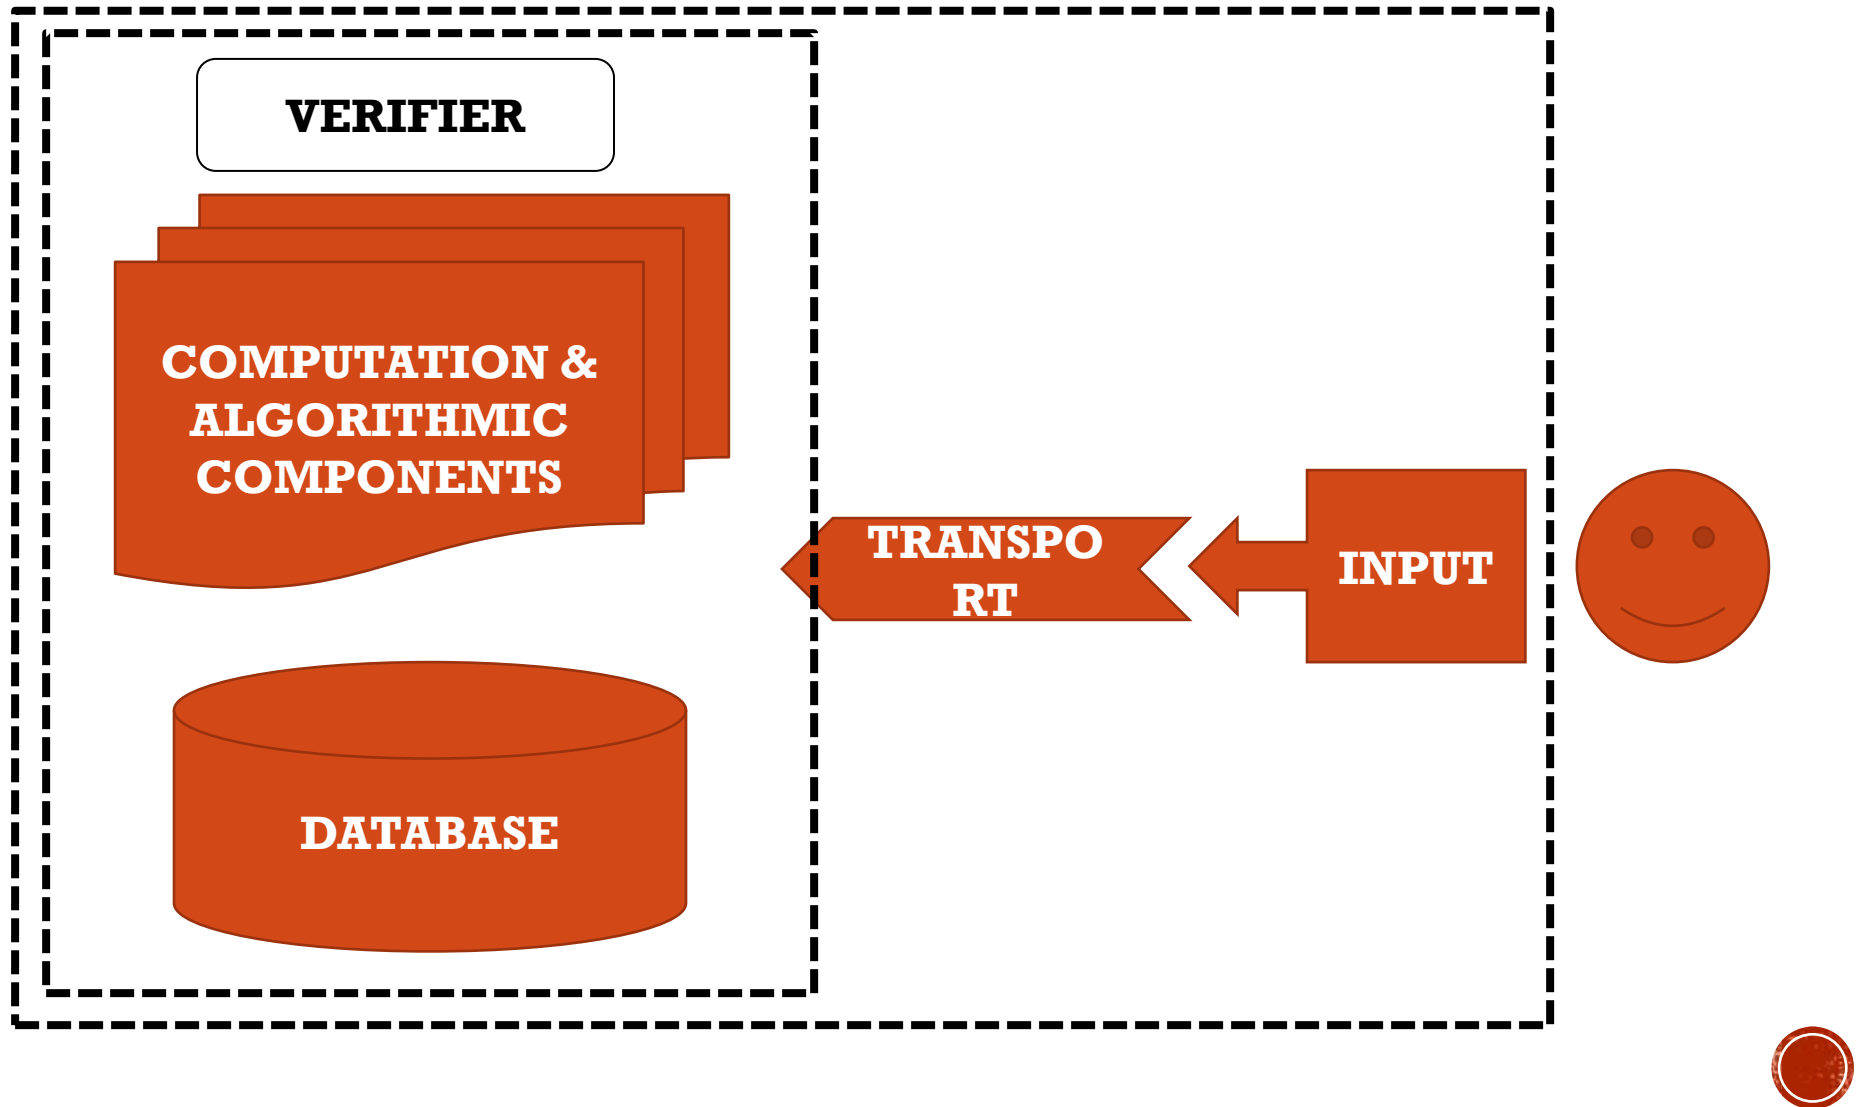 VERIFIER
COMPUTATION &
ALGORITHMIC
COMPONENTS
TRANSPO
RT
INPUT
DATABASE